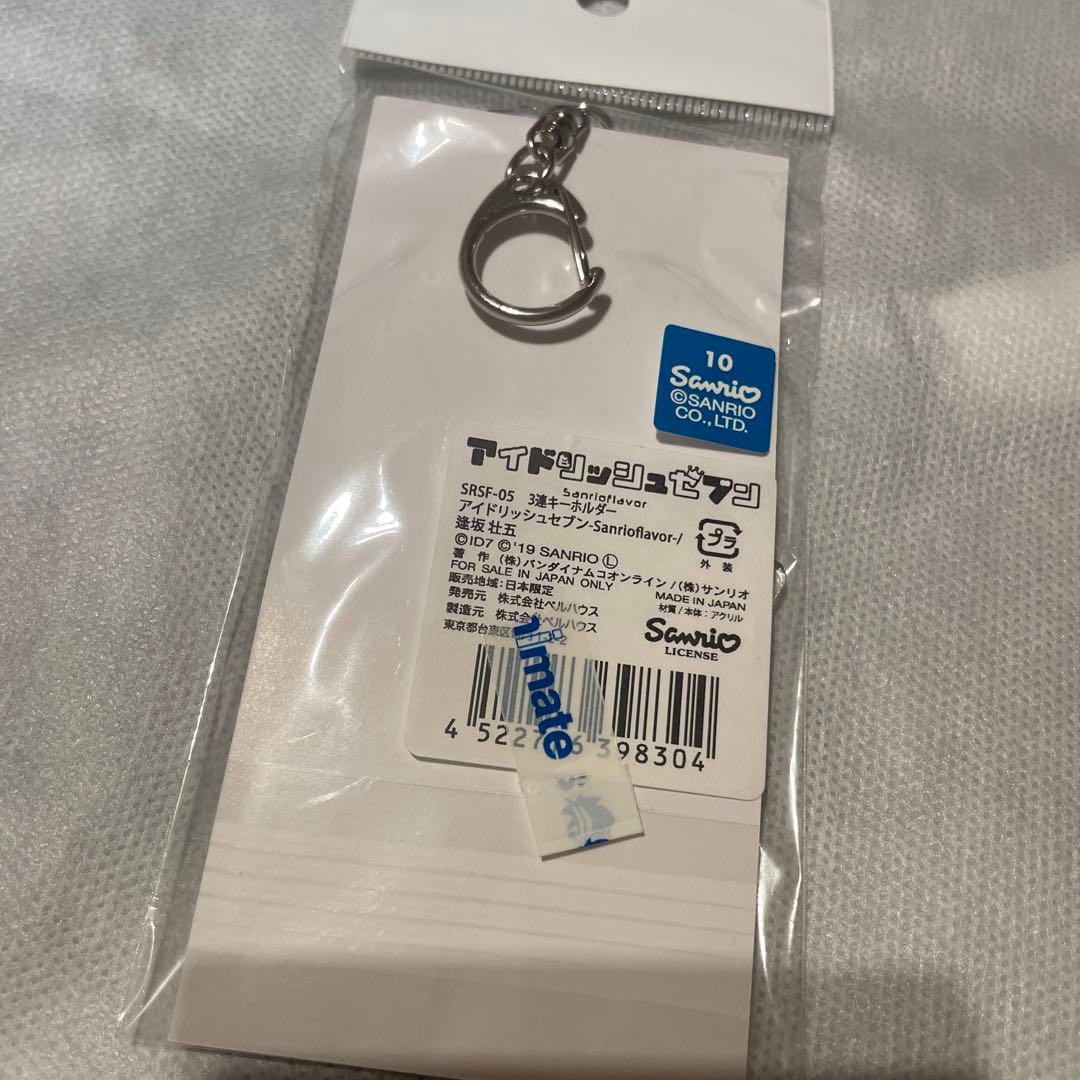 10
Sanrio
©SANRIO
CO.,LTD.
アイドリッシュセブン
Sanrioflavor
SRSF-05 3連キーホルダー
アイドリッシュセブン-Sanrioflavor-/
逢坂 壮五
©ID7 ©'19 SANRIO Ⓛ
著 作 (株)バンダイナムコオンライン/(株)サンリオ
FOR SALE IN JAPAN ONLY
販売地域:日本限定
発売元 株式会社ベルハウス
製造元 株式会社ベルハウス
東京都台東区
プラ
外 装
MADE IN JAPAN
材質/本体:アクリル
Sanrio
LICENSE
imate
4 522 6 398304